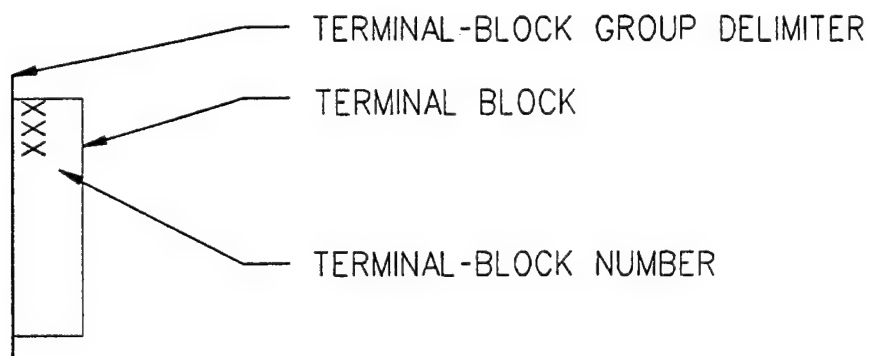 TERMINAL-BLOCK GROUP DELIMITER
TERMINAL BLOCK
XXX
TERMINAL-BLOCK NUMBER